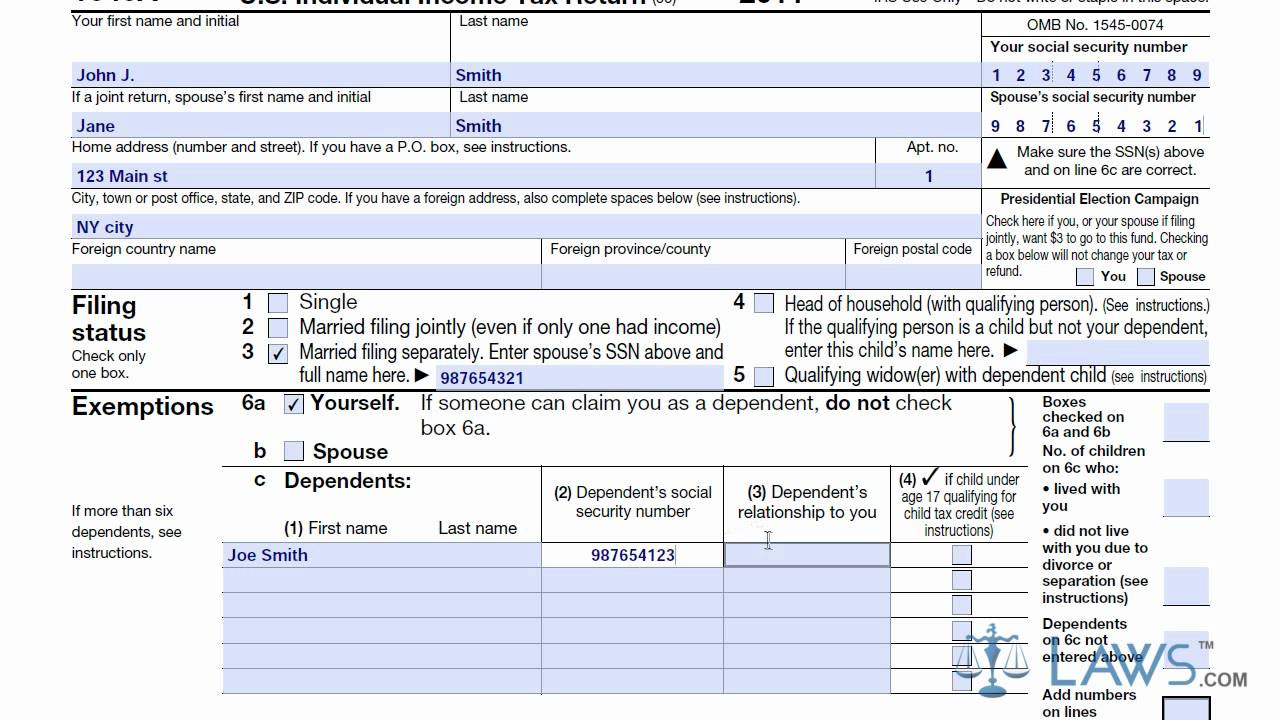 U.S. Individual Income Tax Return
Your first name and initial
Last name
OMB No. 1545-0074
Your social security number
John J.
Smith
1 2 3 4 5 6 7 8 9
If a joint return, spouse's first name and initial
Last name
Spouse's social security number
Jane
Smith
9 8 7 6 5 4 3 2 1
Home address (number and street). If you have a P.O. box, see instructions.
Apt. no.
▲ Make sure the SSN(s) above
and on line 6c are correct.
123 Main st
1
City, town or post office, state, and ZIP code. If you have a foreign address, also complete spaces below (see instructions).
Presidential Election Campaign
NY city
Check here if you, or your spouse if filing
jointly, want $3 to go to this fund. Checking
a box below will not change your tax or
refund.
You
Spouse
Foreign country name
Foreign province/county
Foreign postal code
Filing
status
Check only
one box.
1 Single
2 Married filing jointly (even if only one had income)
3 ✓ Married filing separately. Enter spouse's SSN above and
full name here. ▶ 987654321
4 Head of household (with qualifying person). (See instructions.)
If the qualifying person is a child but not your dependent,
enter this child's name here. ▶
5 Qualifying widow(er) with dependent child (see instructions)
Exemptions
6a ✓ Yourself. If someone can claim you as a dependent, do not check
box 6a.
b Spouse
c Dependents:
(1) First name Last name
(2) Dependent's social
security number
(3) Dependent's
relationship to you
(4) ✓ if child under
age 17 qualifying for
child tax credit (see
instructions)
If more than six
dependents, see
instructions.
Joe Smith
987654123
Boxes
checked on
6a and 6b
No. of children
on 6c who:
• lived with
you
• did not live
with you due to
divorce or
separation (see
instructions)
Dependents
on 6c not
entered above
Add numbers
on lines
LAWS™.COM